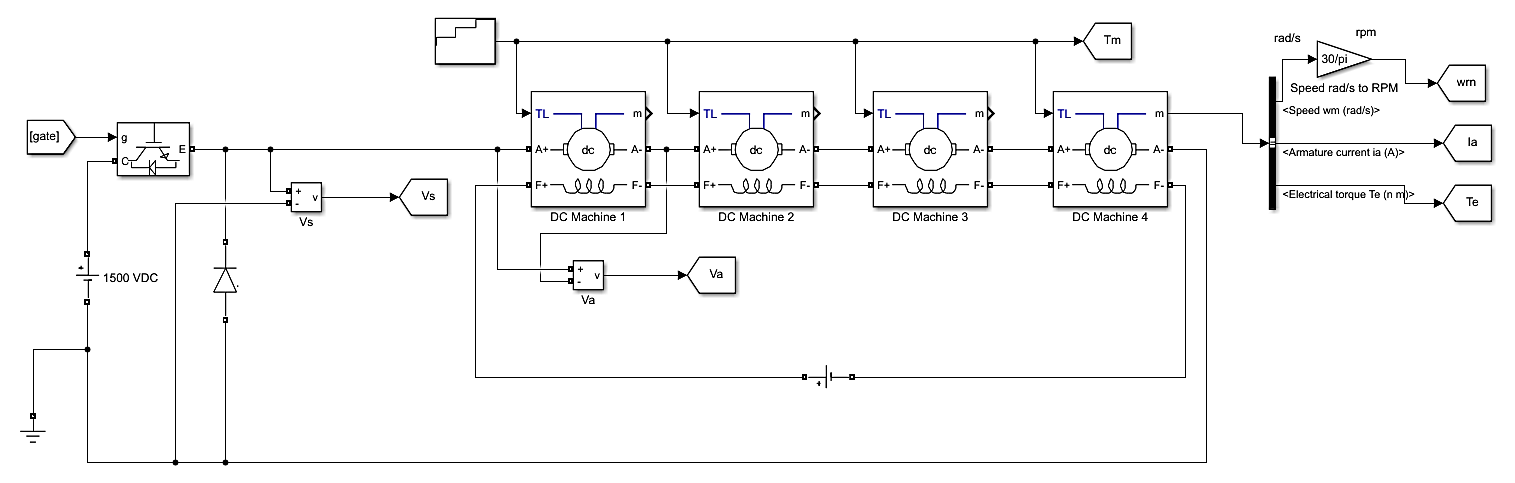 rad/s
rpm
30/pi
Speed rad/s to RPM
Tm
wm
<Speed wm (rad/s)>
[gate]
g
C
E
TL
m
TL
m
TL
m
TL
m
A+
dc
A-
A+
dc
A-
A+
dc
A-
A+
dc
A-
Ia
<Armature current ia (A)>
F+
F-
F+
F-
F+
F-
F+
F-
+
-
v
Vs
Vs
<Electrical torque Te (n m)>
Te
DC Machine 1
DC Machine 2
DC Machine 3
DC Machine 4
+
1500 VDC
+
-
v
Va
Va
+